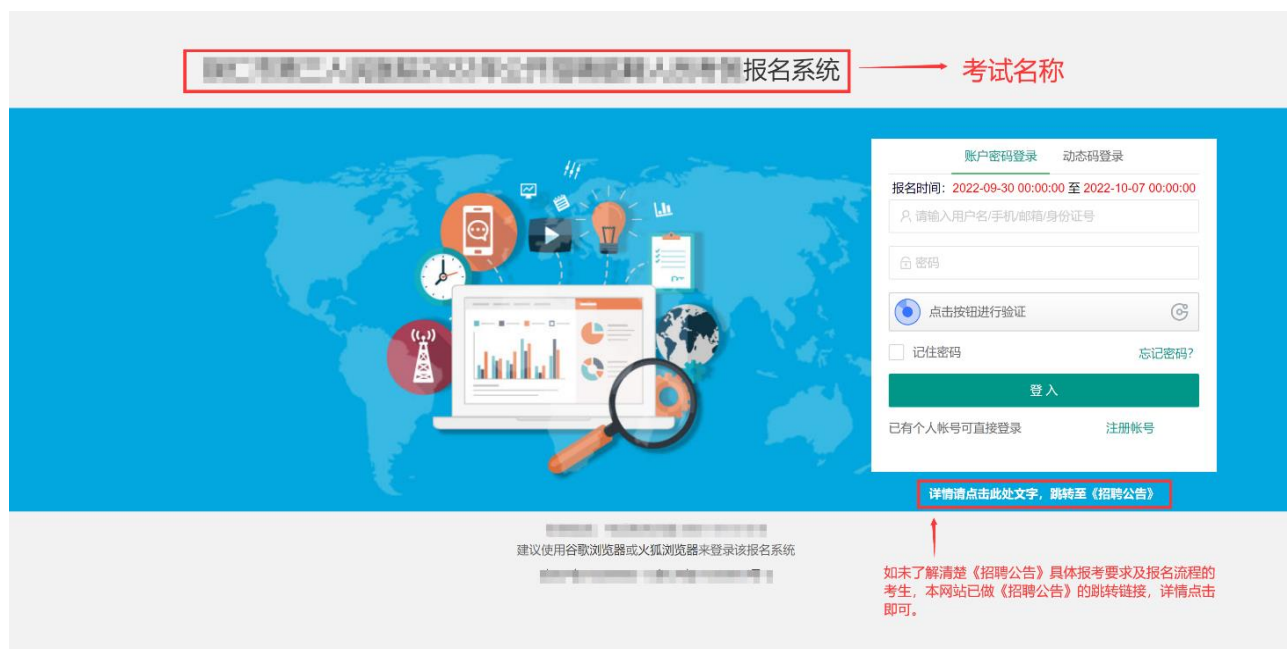 报名系统
考试名称
账户密码登录 动态码登录
报名时间：2022-09-30 00:00:00 至 2022-10-07 00:00:00
请输入用户名/手机/邮箱/身份证号
密码
点击按钮进行验证
记住密码 忘记密码?
登入
已有个人帐号可直接登录 注册帐号
详情请点击此处文字，跳转至《招聘公告》
建议使用谷歌浏览器或火狐浏览器来登录该报名系统
如未了解清楚《招聘公告》具体报考要求及报名流程的
考生，本网站已做《招聘公告》的跳转链接，详情点击
即可。